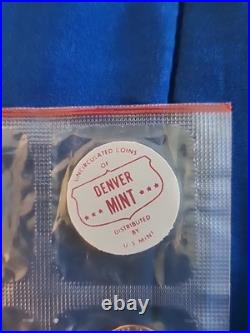 UNCIRCULATED COINS
OF
DENVER
MINT
DISTRIBUTED
BY
U S MINT